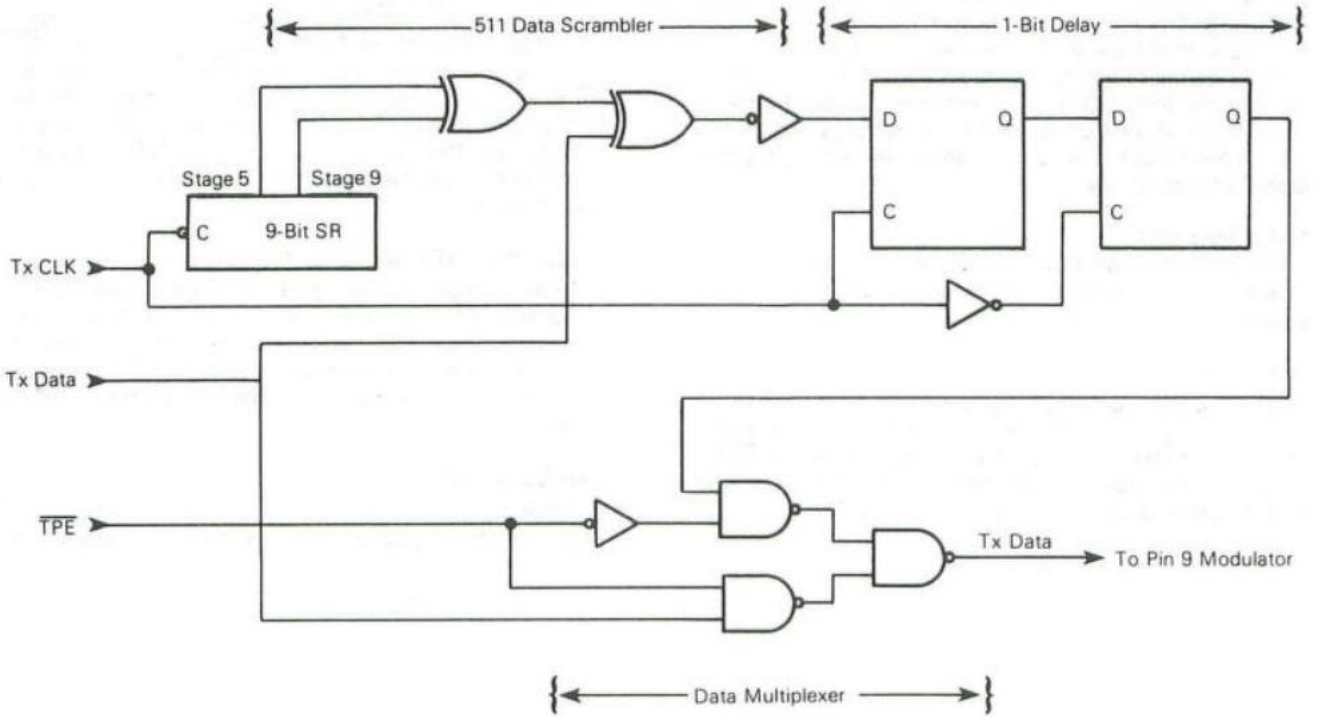 511 Data Scrambler
1-Bit Delay
D Q
D Q
Stage 5 Stage 9
C
C
C 9-Bit SR
Tx CLK
Tx Data
TPE
Tx Data
To Pin 9 Modulator
Data Multiplexer